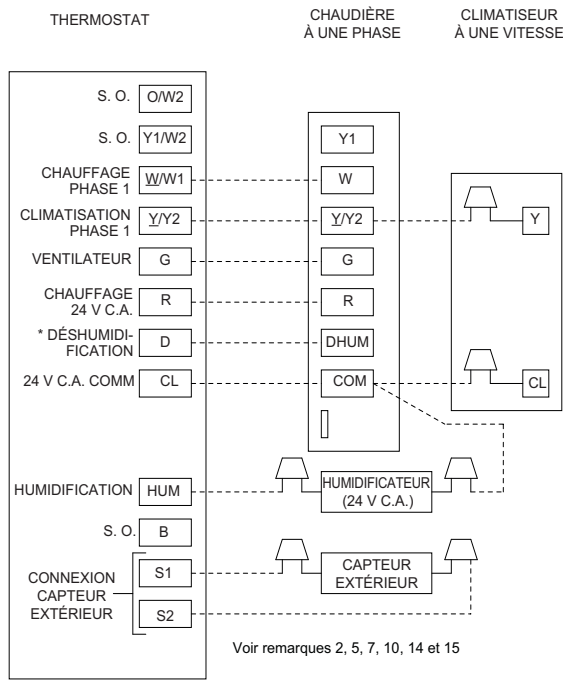 THERMOSTAT
CHAUDIÈRE
À UNE PHASE
CLIMATISEUR
À UNE VITESSE
S. O. O/W2
S. O. Y1/W2 Y1
CHAUFFAGE
PHASE 1
W/W1 W
CLIMATISATION
PHASE 1
Y/Y2 Y/Y2 Y
VENTILATEUR G G
CHAUFFAGE
24 V C.A.
R R
* DÉSHUMIDI-
FICATION
D DHUM
24 V C.A. COMM CL COM CL
HUMIDIFICATION HUM
HUMIDIFICATEUR
(24 V C.A.)
S. O. B
CONNEXION
CAPTEUR
EXTÉRIEUR
S1
S2
CAPTEUR
EXTÉRIEUR
Voir remarques 2, 5, 7, 10, 14 et 15